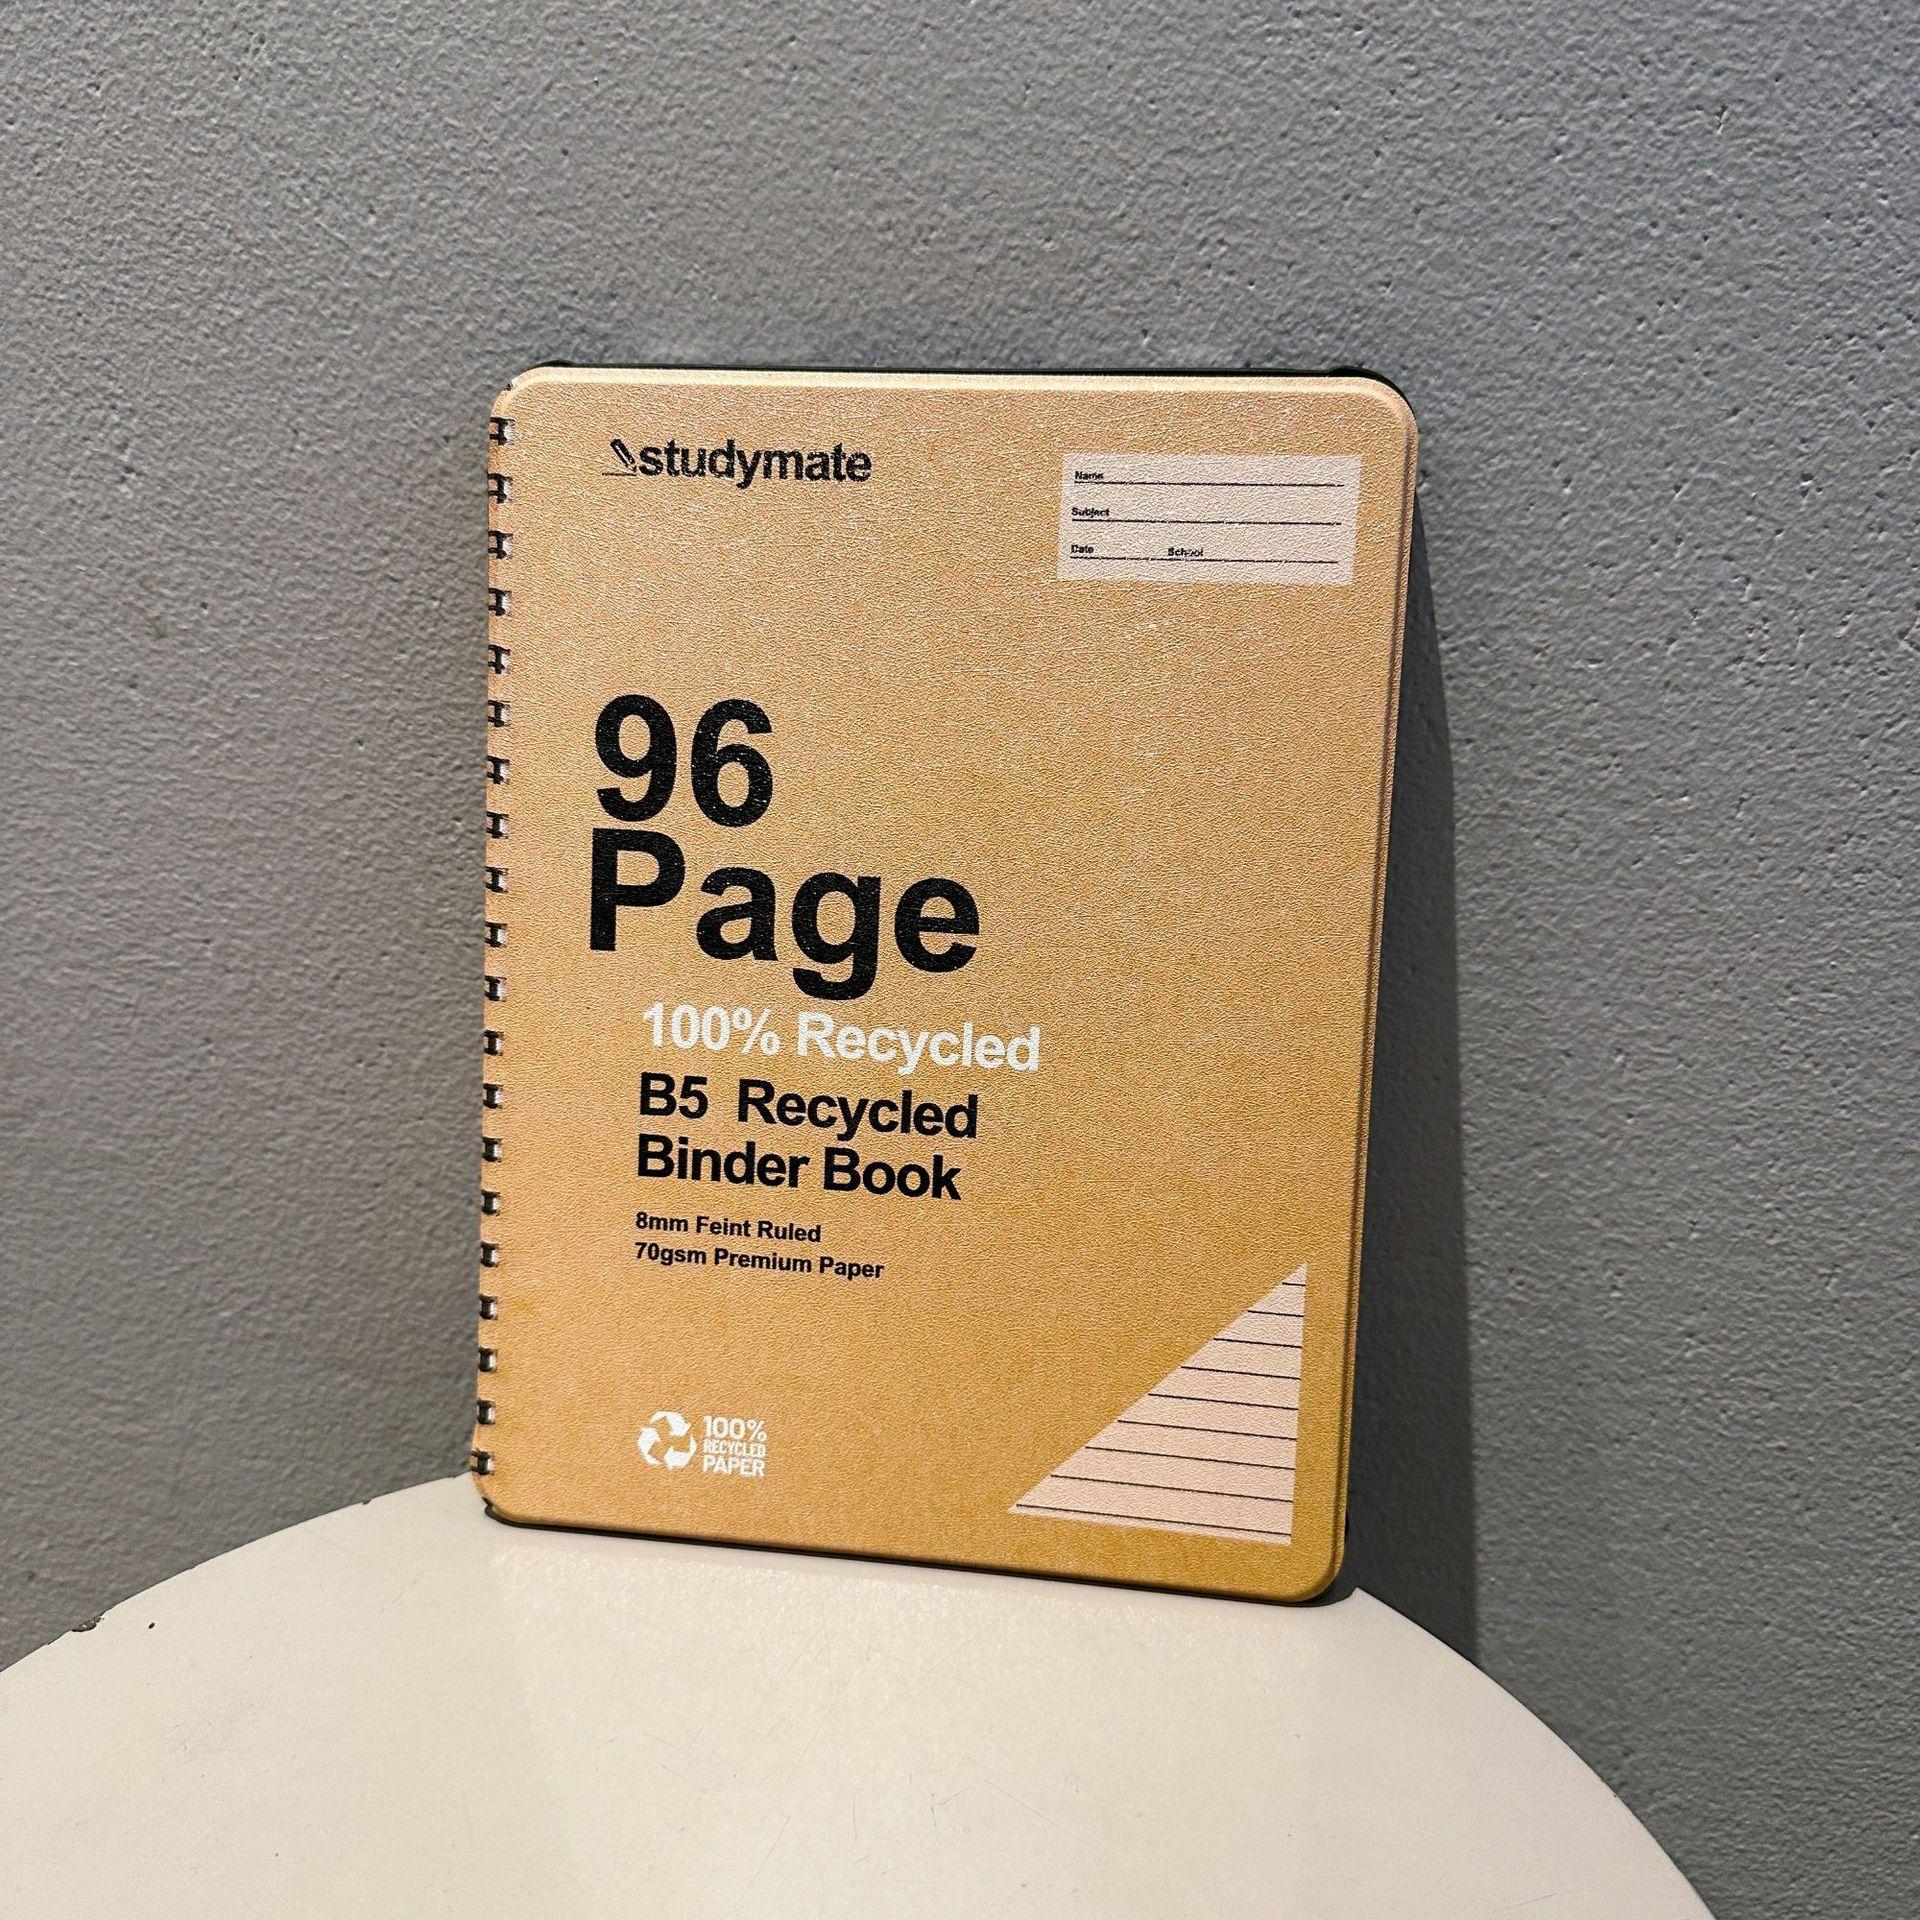 studymate
Name
Subject
Date School
96
Page
100% Recycled
B5 Recycled
Binder Book
8mm Feint Ruled
70gsm Premium Paper
100%
RECYCLED
PAPER